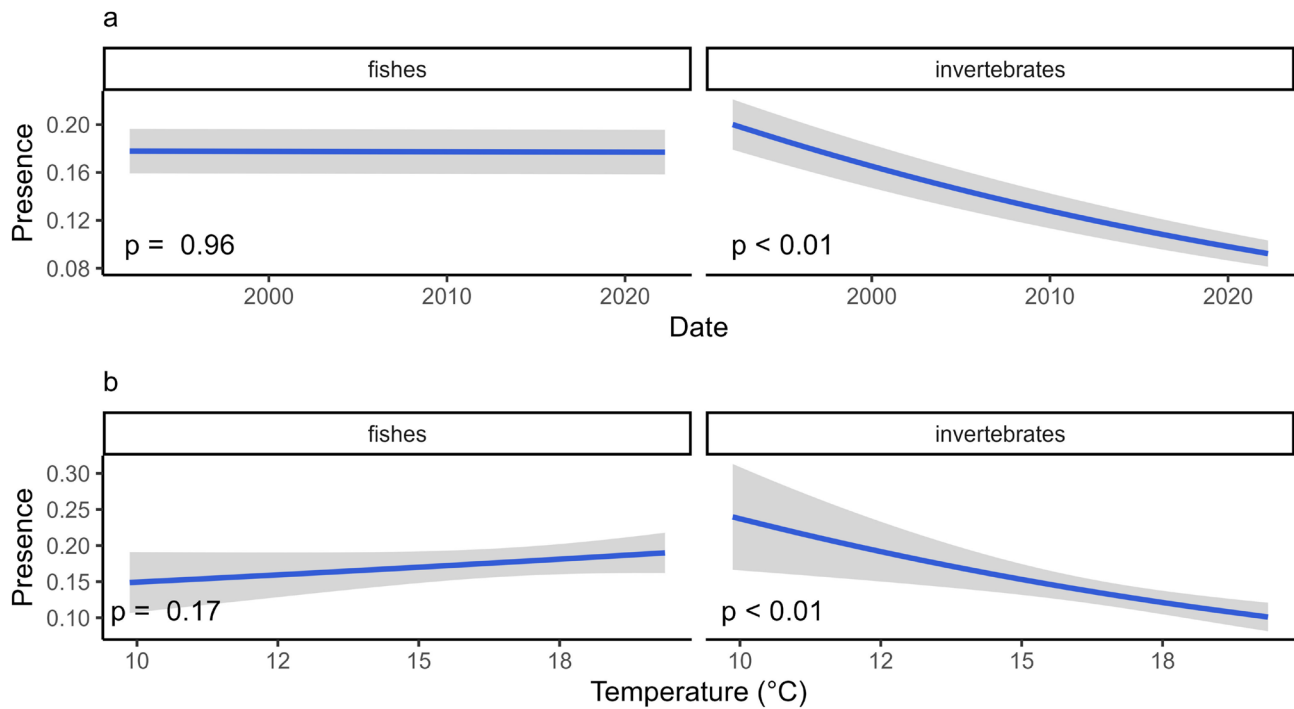 a
fishes
invertebrates
Presence
0.20
0.16
0.12
0.08
p =  0.96
p < 0.01
2000
2010
2020
2000
2010
2020
Date
b
fishes
invertebrates
Presence
0.30
0.25
0.20
0.15
0.10
p =  0.17
p < 0.01
10
12
15
18
10
12
15
18
Temperature (°C)